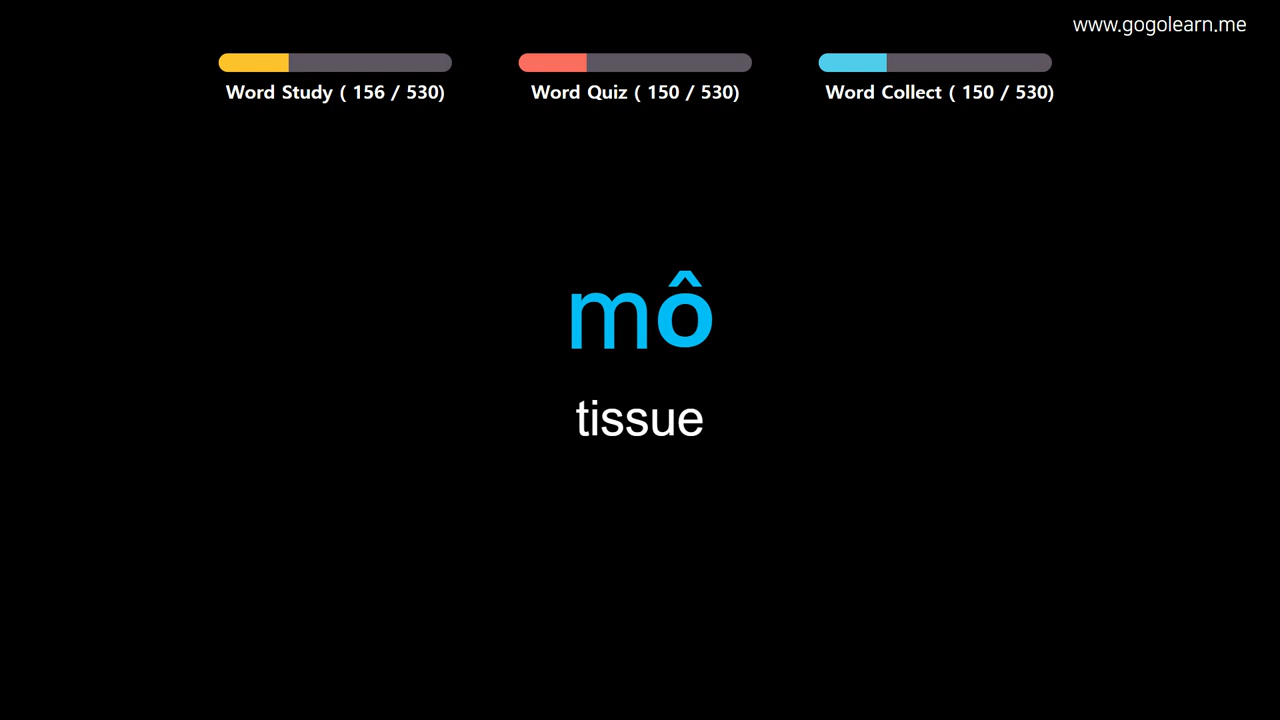 www.gogolearn.me
Word Study ( 156 / 530)
Word Quiz ( 150 / 530)
Word Collect ( 150 / 530)
mô
tissue